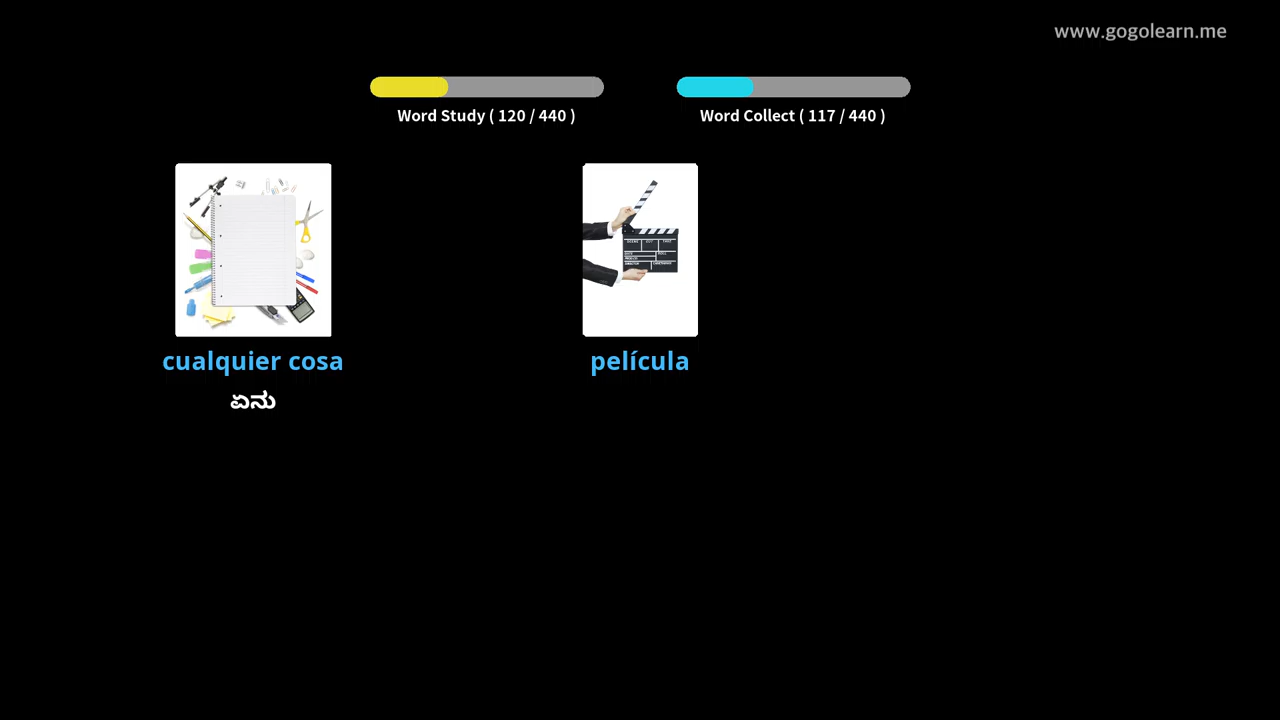 www.gogolearn.me
Word Study ( 120 / 440 )
Word Collect ( 117 / 440 )
cualquier cosa
película
ಏನು